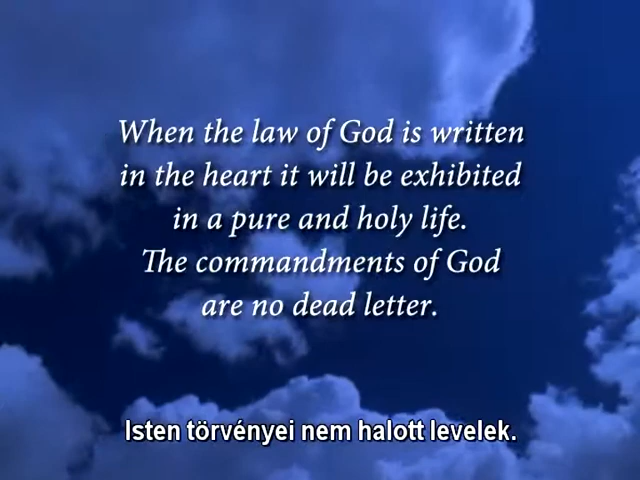 When the law of God is written
in the heart it will be exhibited
in a pure and holy life.
The commandments of God
are no dead letter.
Isten törvényei nem halott levelek.